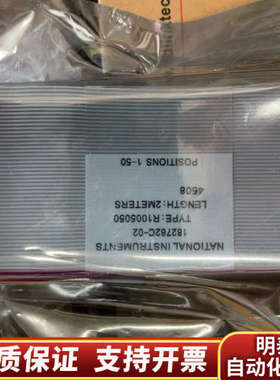 NATIONAL INSTRUMENTS
182762C-02
TYPE:R1005050
LENGTH:2METERS
4508
POSITIONS 1-50
质保证 支持开票
明
自动化